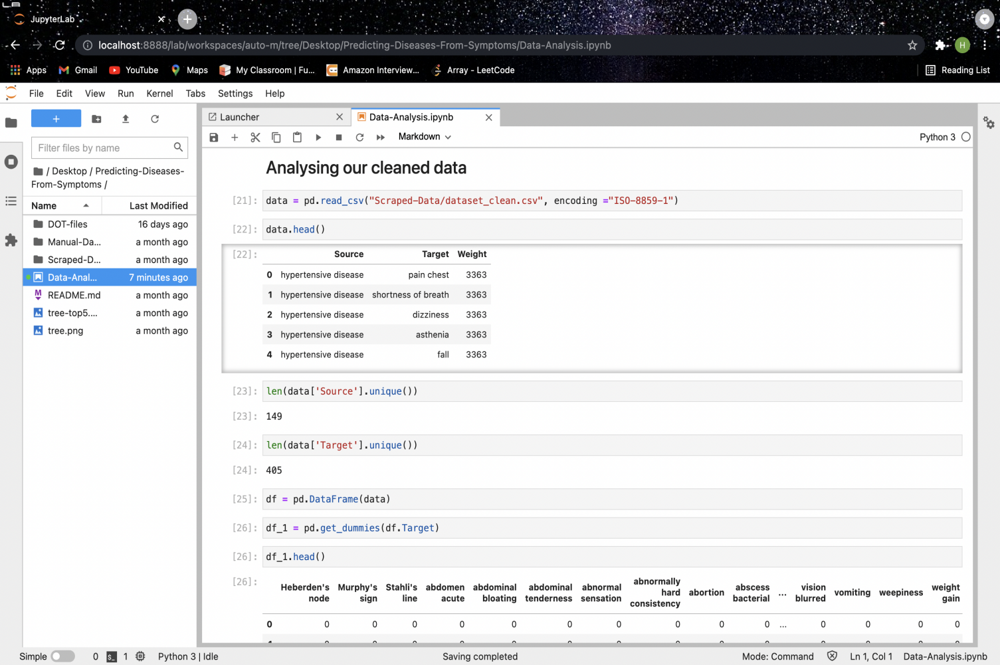 JupyterLab
localhost:8888/lab/workspaces/auto-m/tree/Desktop/Predicting-Diseases-From-Symptoms/Data-Analysis.ipynb
H
Apps Gmail YouTube Maps My Classroom | Fu... Amazon Interview... Array - LeetCode Reading List
File Edit View Run Kernel Tabs Settings Help
Launcher Data-Analysis.ipynb
Markdown Python 3
Filter files by name
/ Desktop / Predicting-Diseases-
From-Symptoms /
Name Last Modified
DOT-files 16 days ago
Manual-Da... a month ago
Scraped-D... a month ago
Data-Anal... 7 minutes ago
README.md a month ago
tree-top5.... a month ago
tree.png a month ago
Analysing our cleaned data
[21]: data = pd.read_csv("Scraped-Data/dataset_clean.csv", encoding ="ISO-8859-1")
[22]: data.head()
[22]: Source Target Weight
0 hypertensive disease pain chest 3363
1 hypertensive disease shortness of breath 3363
2 hypertensive disease dizziness 3363
3 hypertensive disease asthenia 3363
4 hypertensive disease fall 3363
[23]: len(data['Source'].unique())
[23]: 149
[24]: len(data['Target'].unique())
[24]: 405
[25]: df = pd.DataFrame(data)
[26]: df_1 = pd.get_dummies(df.Target)
[26]: df_1.head()
[26]: Heberden's node Murphy's sign Stahli's line abdomen acute abdominal bloating abdominal tenderness abnormal sensation abnormally hard consistency abortion abscess bacterial ... vision blurred vomiting weepiness weight gain
0 0 0 0 0 0 0 0 0 0 0 ... 0 0 0 0
Simple 0 1 Python 3 | Idle Saving completed Mode: Command Ln 1, Col 1 Data-Analysis.ipynb